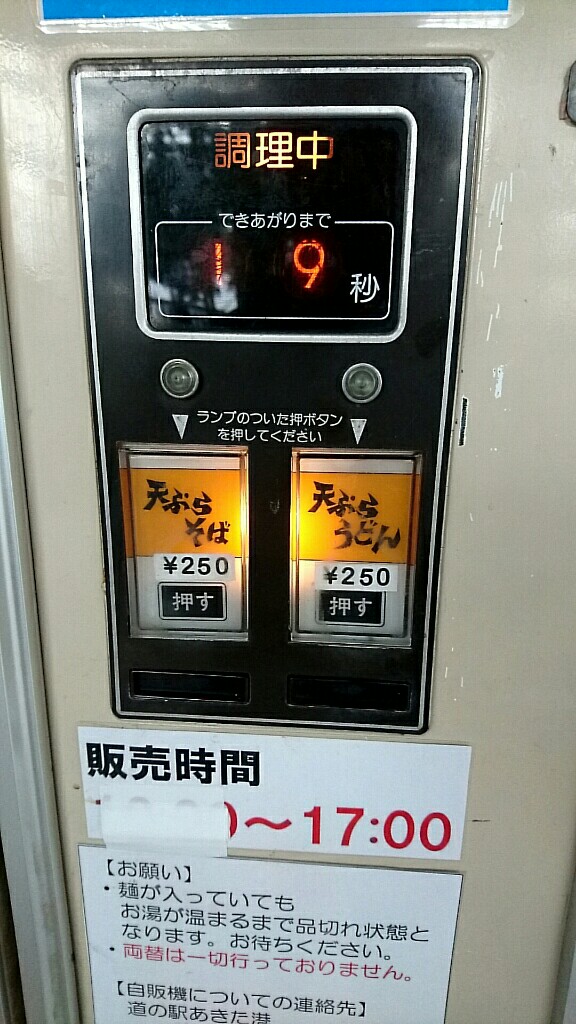 調理中
できあがりまで
19秒
ランプのついた押ボタン
を押してください
天ぷら
そば
¥250
押す
天ぷら
うどん
¥250
押す
販売時間
～17:00
【お願い】
・麺が入っていても
お湯が温まるまで品切れ状態と
なります。お待ちください。
・両替は一切行っておりません。
【自販機についての連絡先】
道の駅あきた港